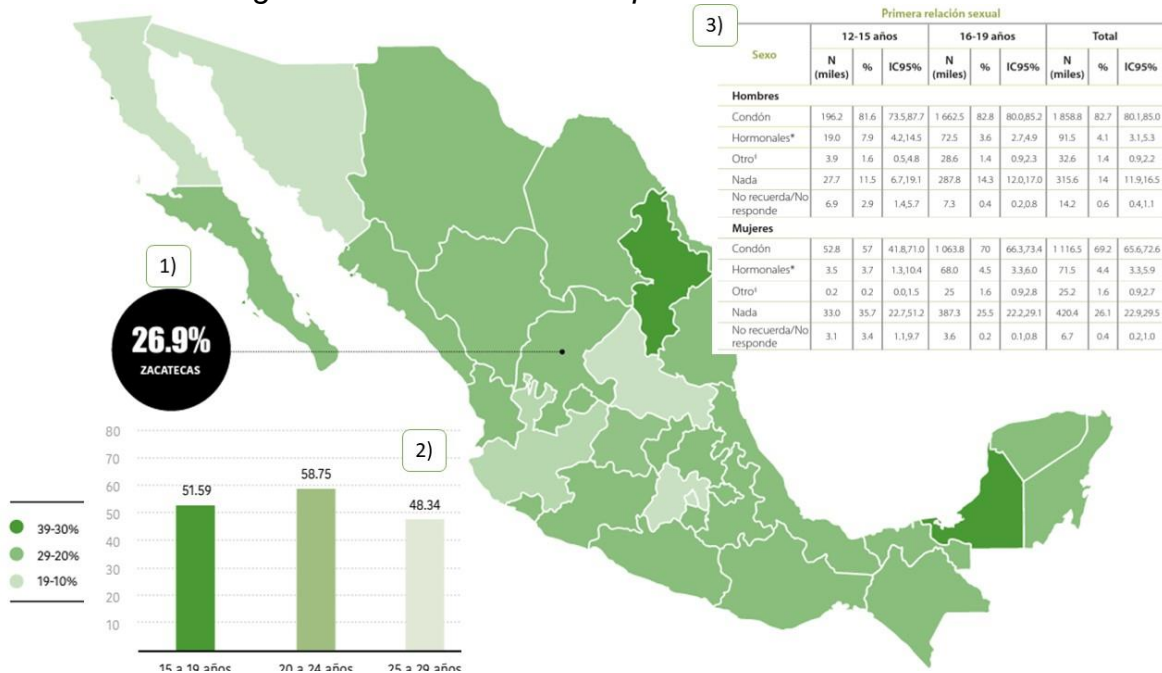 3)
Primera relación sexual
Sexo 12-15 años 16-19 años Total
N (miles) % IC95% N (miles) % IC95% N (miles) % IC95%
Hombres
Condón 196.2 81.6 73.5,87.7 1 662.5 82.8 80.0,85.2 1 858.8 82.7 80.1,85.0
Hormonales* 19.0 7.9 4.2,14.5 72.5 3.6 2.7,4.9 91.5 4.1 3.1,5.3
Otro‡ 3.9 1.6 0.5,4.8 28.6 1.4 0.9,2.3 32.6 1.4 0.9,2.2
Nada 27.7 11.5 6.7,19.1 287.8 14.3 12.0,17.0 315.6 14 11.9,16.5
No recuerda/No responde 6.9 2.9 1.4,5.7 7.3 0.4 0.2,0.8 14.2 0.6 0.4,1.1
Mujeres
Condón 52.8 57 41.8,71.0 1 063.8 70 66.3,73.4 1 116.5 69.2 65.6,72.6
Hormonales* 3.5 3.7 1.3,10.4 68.0 4.5 3.3,6.0 71.5 4.4 3.3,5.9
Otro‡ 0.2 0.2 0.0,1.5 25 1.6 0.9,2.8 25.2 1.6 0.9,2.7
Nada 33.0 35.7 22.7,51.2 387.3 25.5 22.2,29.1 420.4 26.1 22.9,29.5
No recuerda/No responde 3.1 3.4 1.1,9.7 3.6 0.2 0.1,0.8 6.7 0.4 0.2,1.0
1)
26.9%
ZACATECAS
2)
80
70
60
50
40
30
20
10
51.59
58.75
48.34
15 a 19 años
20 a 24 años
25 a 29 años
39-30%
29-20%
19-10%